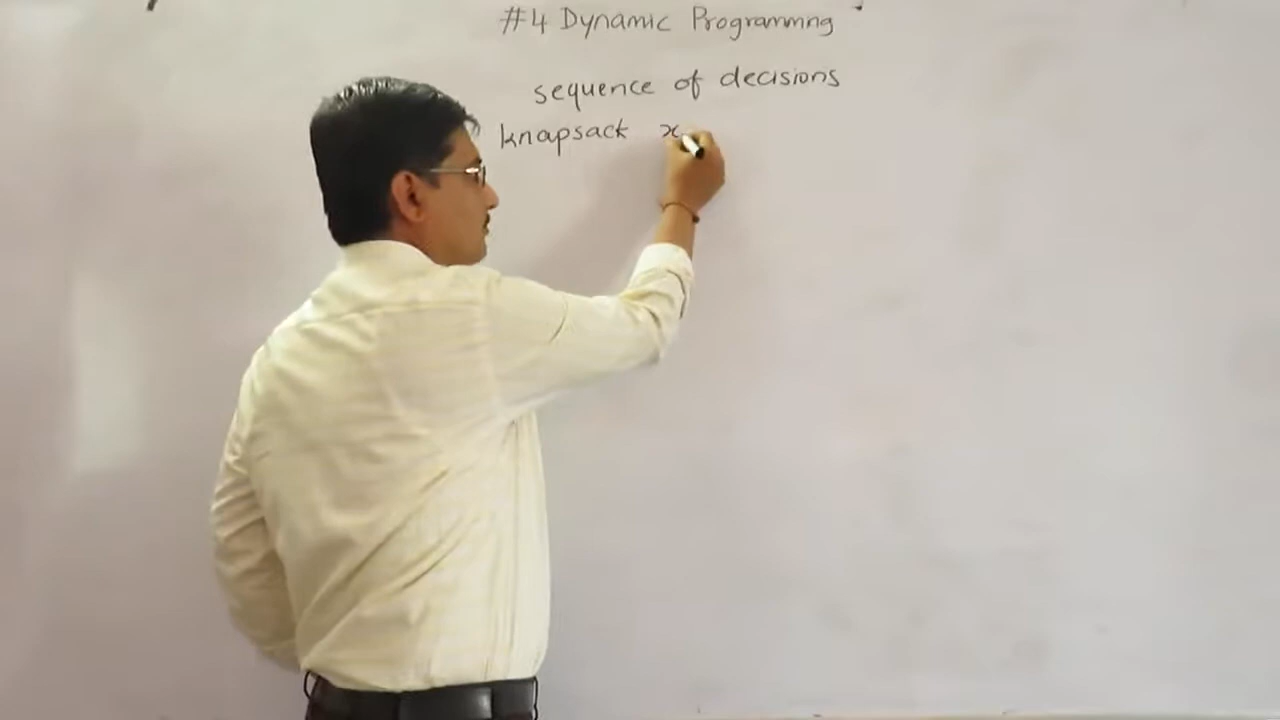 #4 Dynamic Programming
sequence of decisions
knapsack x